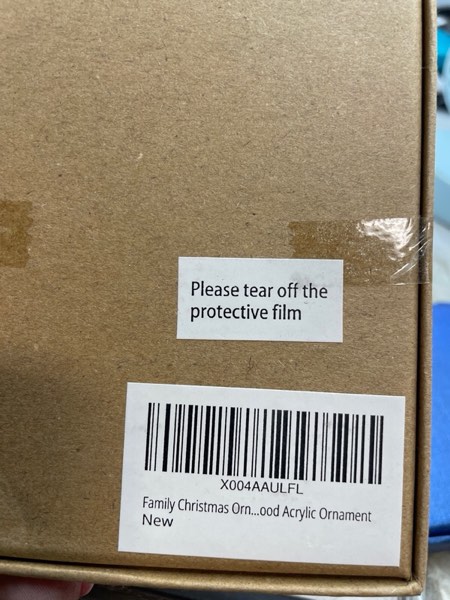 Please tear off the
protective film
X004AAULFL
Family Christmas Orn...ood Acrylic Ornament
New